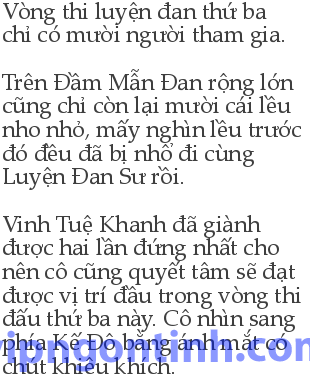 Vòng thi luyện đan thứ ba
chỉ có mười người tham gia.
Trên Đầm Mẫn Đan rộng lớn
cũng chỉ còn lại mười cái lều
nho nhỏ, mấy nghìn lều trước
đó đều đã bị nhổ đi cùng
Luyện Đan Sư rồi.
Vinh Tuệ Khanh đã giành
được hai lần đứng nhất cho
nên cô cũng quyết tâm sẽ đạt
được vị trí đầu trong vòng thi
đấu thứ ba này. Cô nhìn sang
phía Kế Đô bằng ánh mắt có
chút khiêu khích.
vipngontinh.com